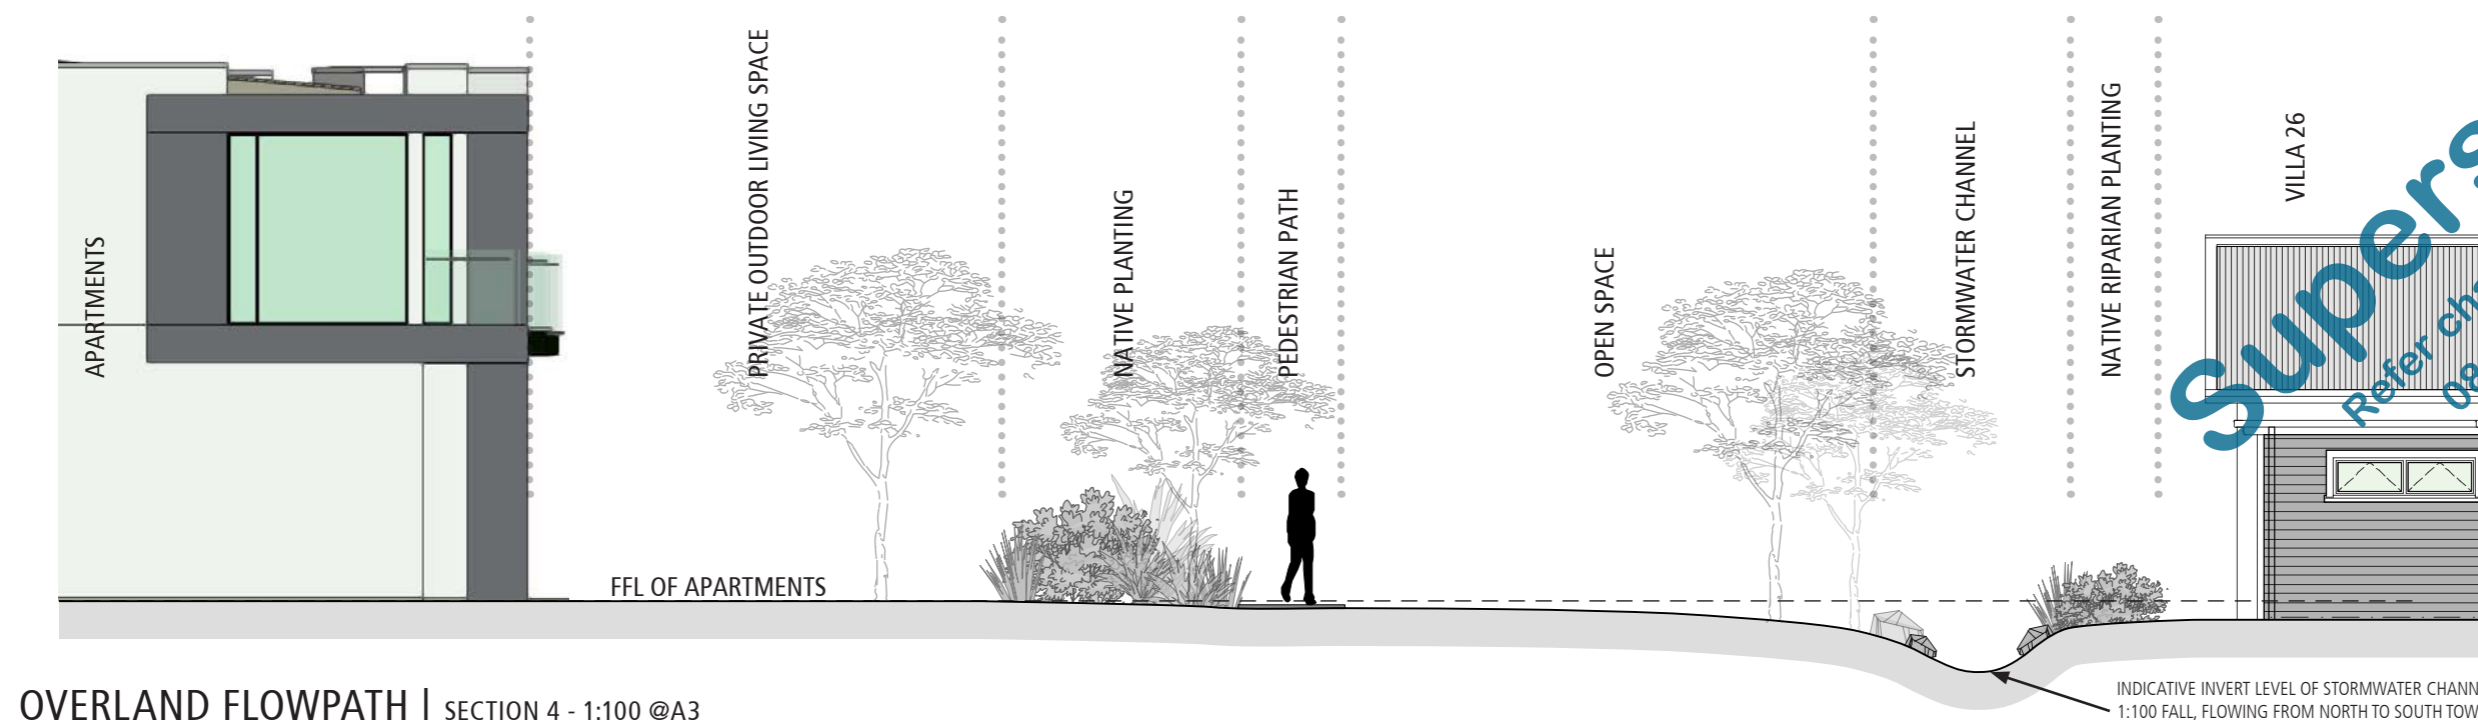 APARTMENTS
PRIVATE OUTDOOR LIVING SPACE
NATIVE PLANTING
PEDESTRIAN PATH
OPEN SPACE
STORMWATER CHANNEL
NATIVE RIPARIAN PLANTING
VILLA 26
Supers
Refer cha
08
FFL OF APARTMENTS
OVERLAND FLOWPATH | SECTION 4 - 1:100 @A3
INDICATIVE INVERT LEVEL OF STORMWATER CHANN
1:100 FALL, FLOWING FROM NORTH TO SOUTH TOW